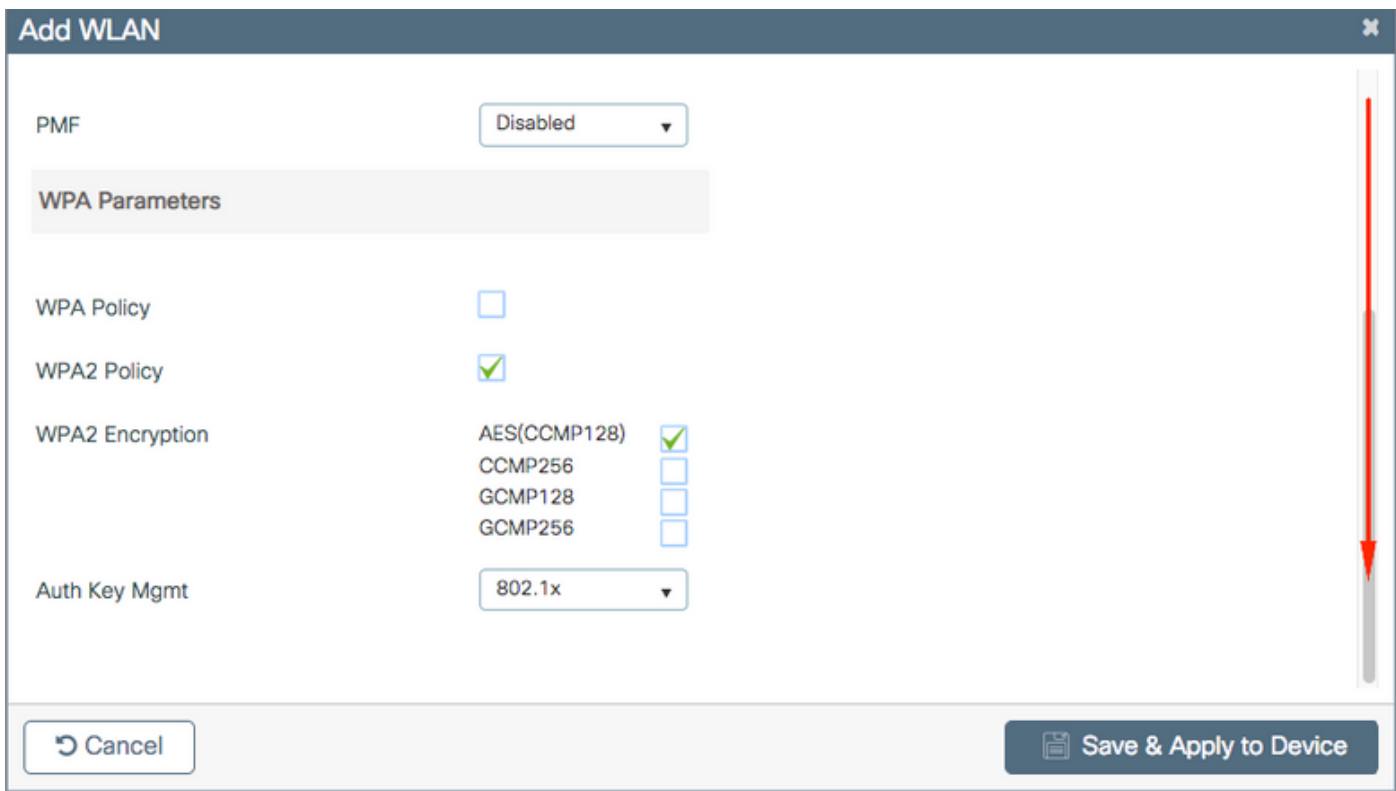 Add WLAN
PMF Disabled
WPA Parameters
WPA Policy
WPA2 Policy
WPA2 Encryption AES(CCMP128)
CCMP256
GCMP128
GCMP256
Auth Key Mgmt 802.1x
Cancel Save & Apply to Device